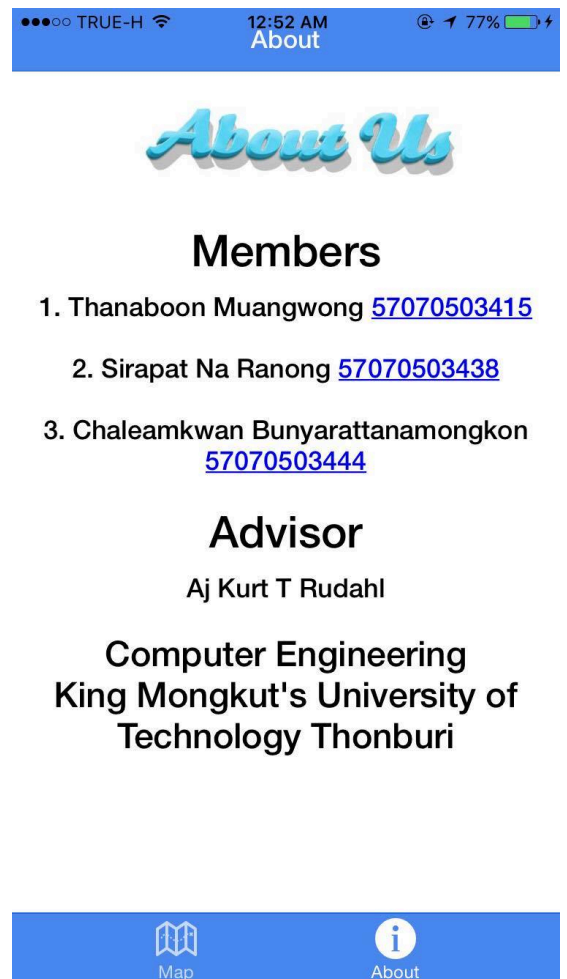 TRUE-H 12:52 AM 77%
About
About Us
Members
1. Thanaboon Muangwong 57070503415
2. Sirapat Na Ranong 57070503438
3. Chaleamkwan Bunyarattanamongkon
57070503444
Advisor
Aj Kurt T Rudahl
Computer Engineering
King Mongkut's University of
Technology Thonburi
Map About